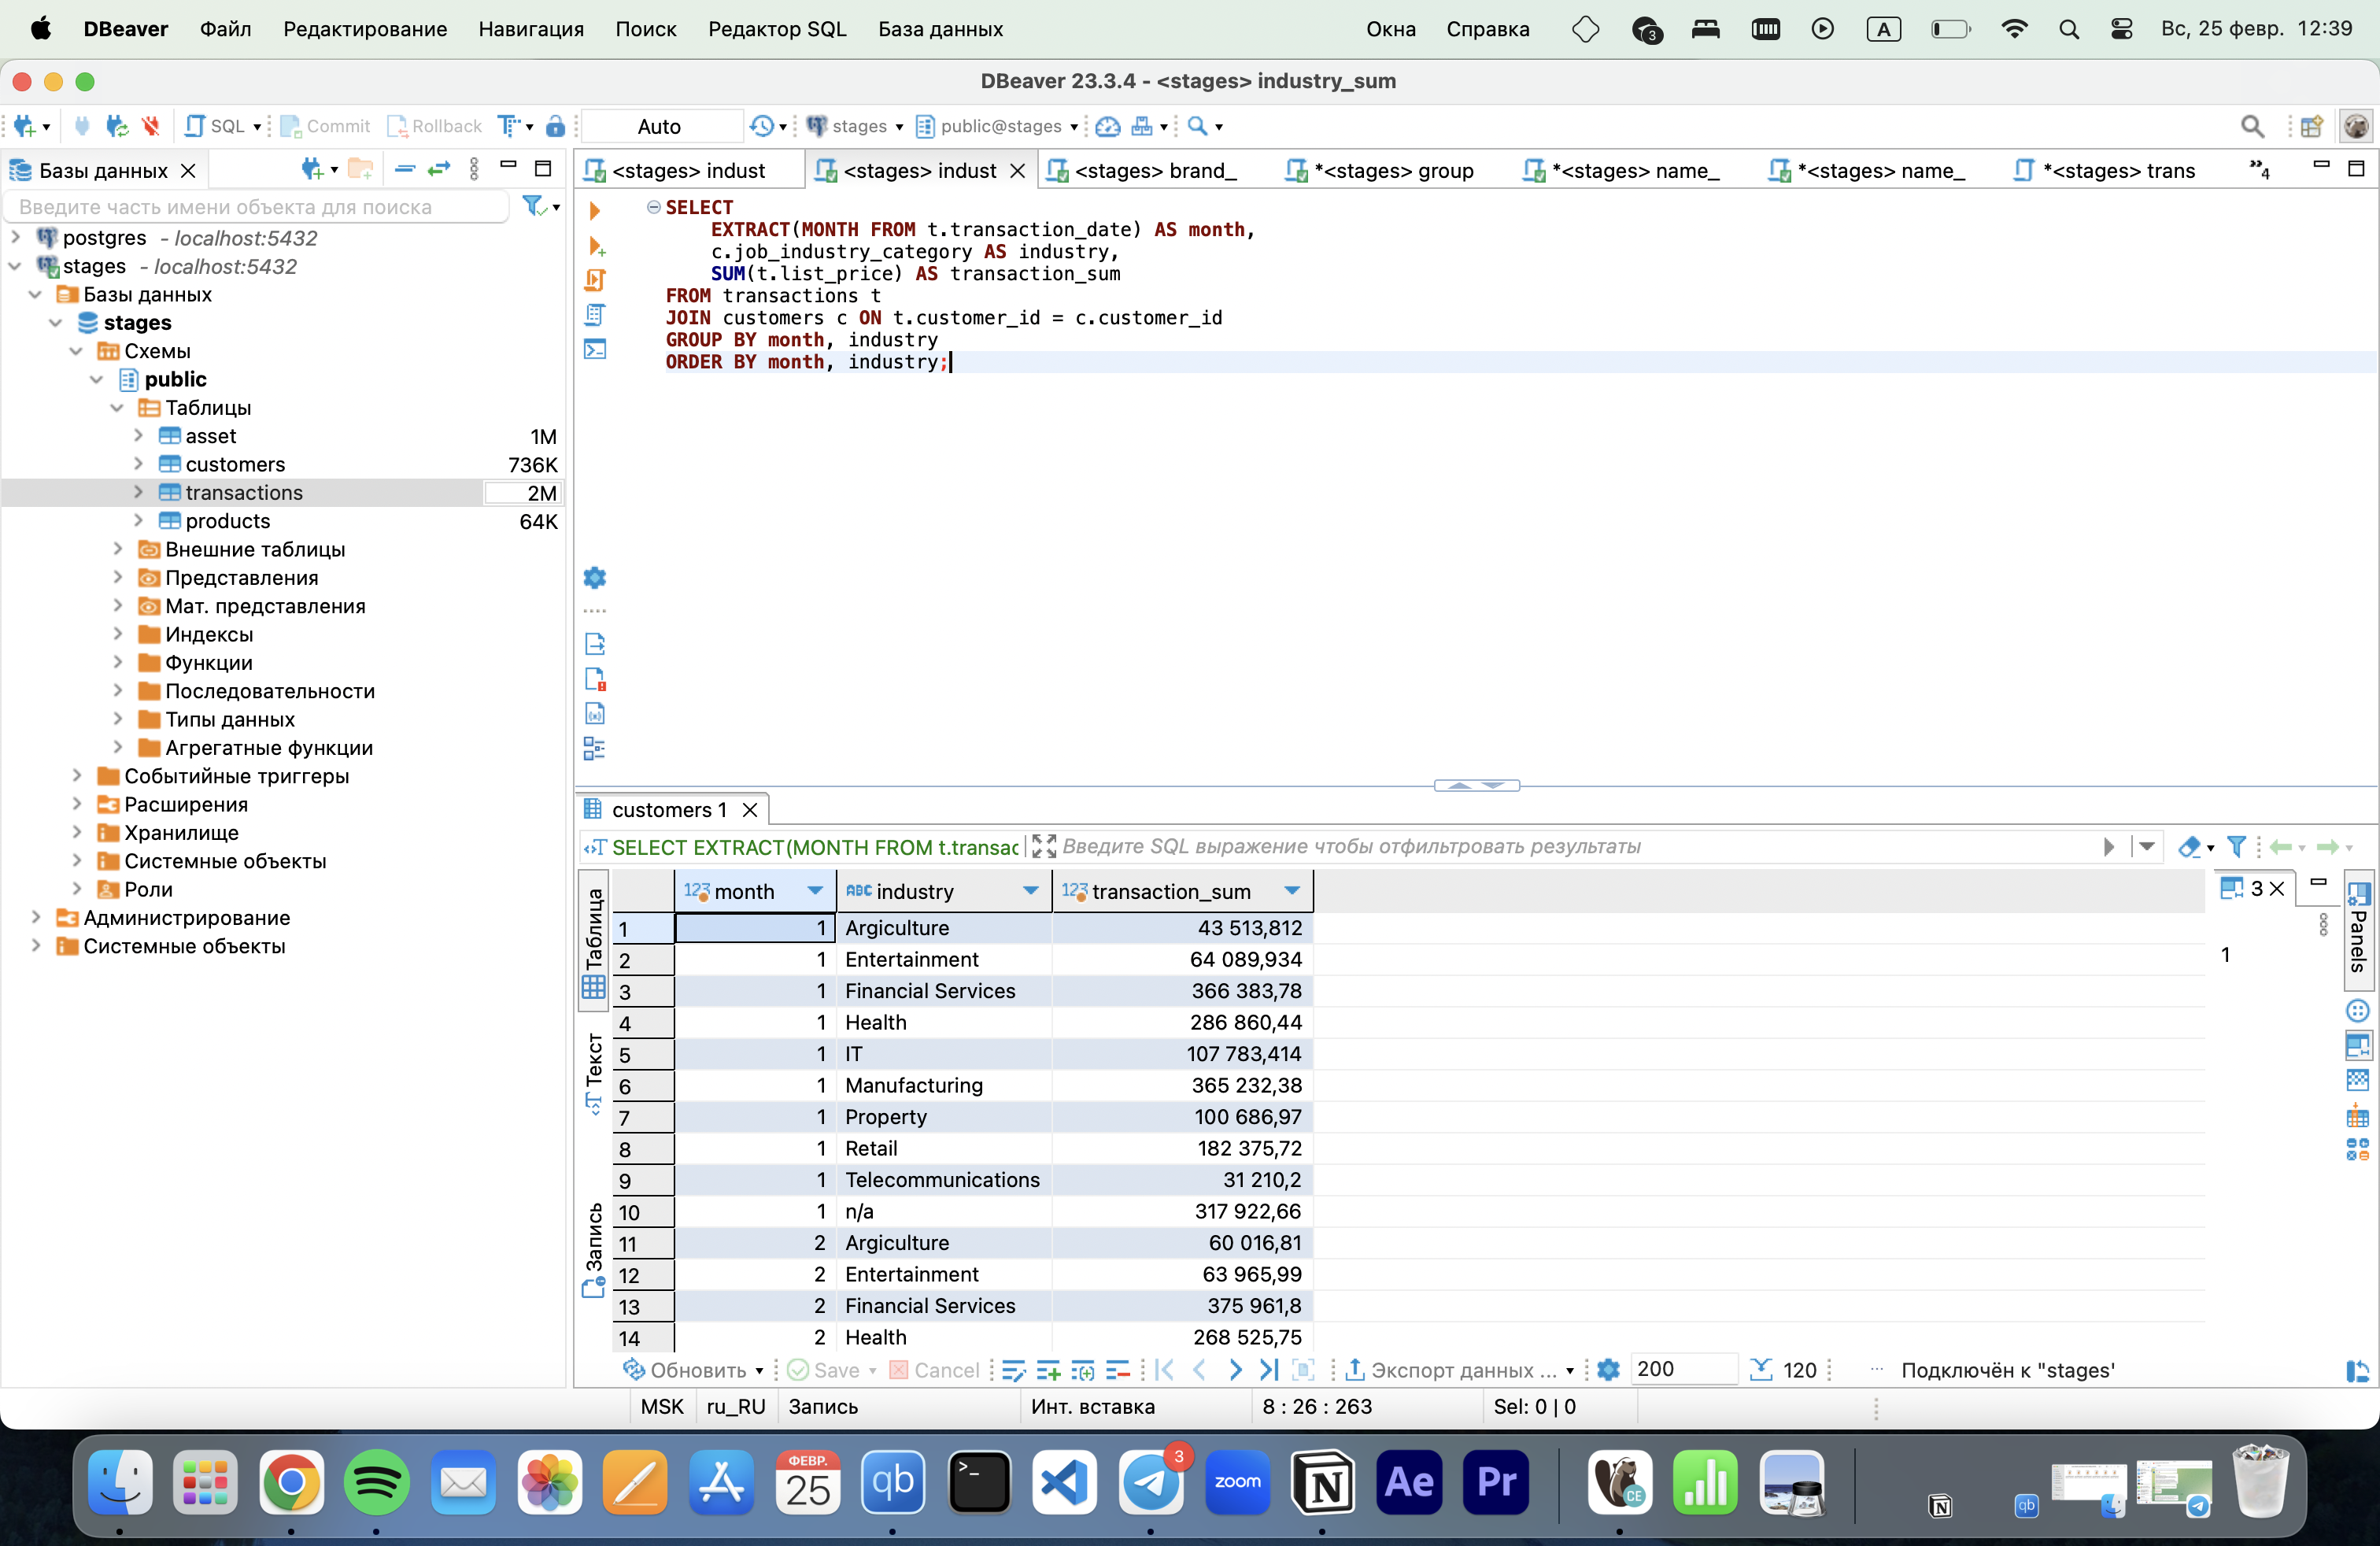 DBeaver Файл Редактирование Навигация Поиск Редактор SQL База данных Окна Справка 3 A Вс, 25 февр. 12:39
DBeaver 23.3.4 - <stages> industry_sum
SQL Commit Rollback Auto stages public@stages
Базы данных
Введите часть имени объекта для поиска
postgres - localhost:5432
stages - localhost:5432
Базы данных
stages
Схемы
public
Таблицы
asset 1M
customers 736K
transactions 2M
products 64K
Внешние таблицы
Представления
Мат. представления
Индексы
Функции
Последовательности
Типы данных
Агрегатные функции
Событийные триггеры
Расширения
Хранилище
Системные объекты
Роли
Администрирование
Системные объекты
<stages> indust <stages> indust <stages> brand_ *<stages> group *<stages> name_ *<stages> name_ *<stages> trans »4
SELECT
EXTRACT(MONTH FROM t.transaction_date) AS month,
c.job_industry_category AS industry,
SUM(t.list_price) AS transaction_sum
FROM transactions t
JOIN customers c ON t.customer_id = c.customer_id
GROUP BY month, industry
ORDER BY month, industry;
customers 1
SELECT EXTRACT(MONTH FROM t.transac Введите SQL выражение чтобы отфильтровать результаты
Таблица
Текст
Запись
123 month ABC industry 123 transaction_sum
1 1 Argiculture 43 513,812
2 1 Entertainment 64 089,934
3 1 Financial Services 366 383,78
4 1 Health 286 860,44
5 1 IT 107 783,414
6 1 Manufacturing 365 232,38
7 1 Property 100 686,97
8 1 Retail 182 375,72
9 1 Telecommunications 31 210,2
10 1 n/a 317 922,66
11 2 Argiculture 60 016,81
12 2 Entertainment 63 965,99
13 2 Financial Services 375 961,8
14 2 Health 268 525,75
3
1
Panels
Обновить Save Cancel Экспорт данных ... 200 120 ... Подключён к "stages"
MSK ru_RU Запись Инт. вставка 8 : 26 : 263 Sel: 0 | 0
ФЕВР.
25
qb
>_
3
zoom
N
Ae
Pr
CE
N
qb